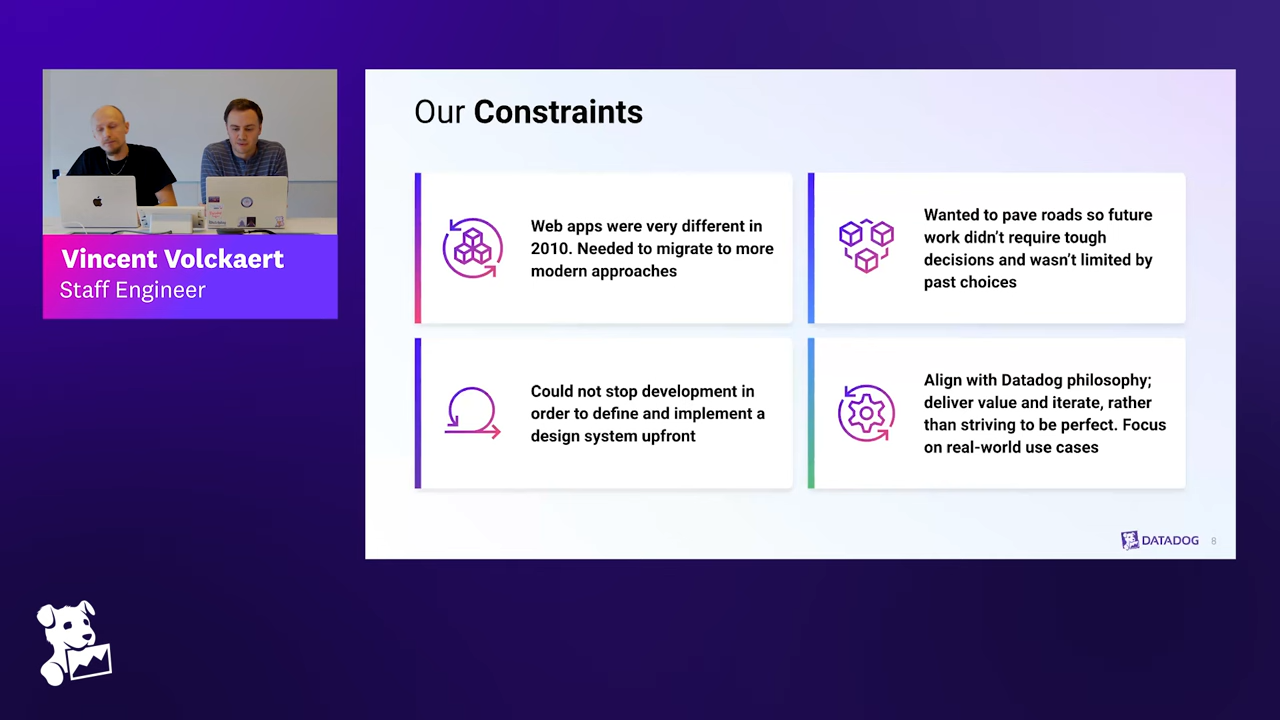 Vincent Volckaert
Staff Engineer
Our Constraints
Web apps were very different in
2010. Needed to migrate to more
modern approaches
Wanted to pave roads so future
work didn’t require tough
decisions and wasn’t limited by
past choices
Could not stop development in
order to define and implement a
design system upfront
Align with Datadog philosophy;
deliver value and iterate, rather
than striving to be perfect. Focus
on real-world use cases
DATADOG 8